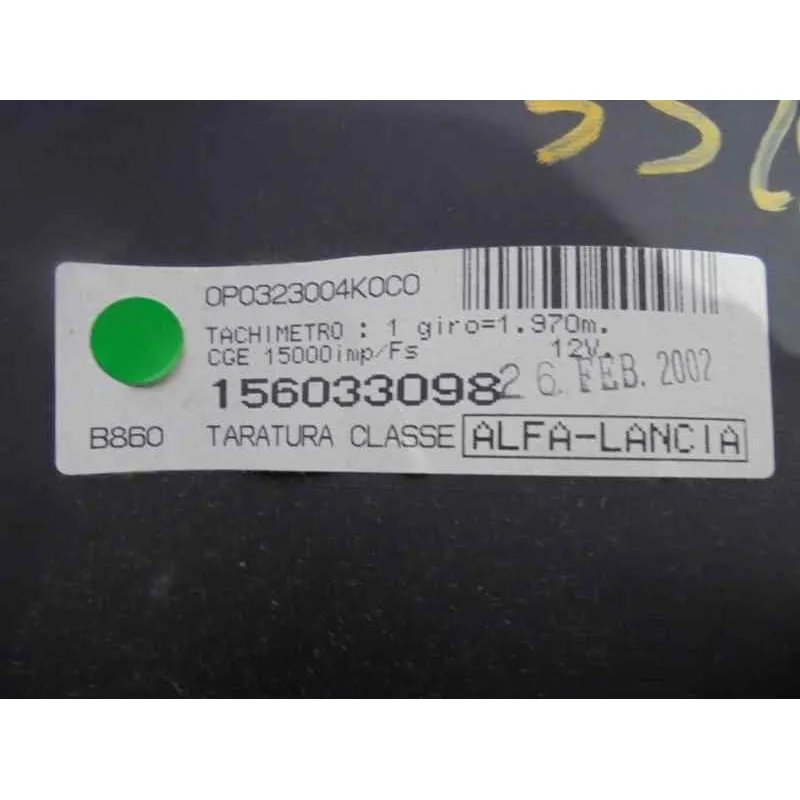 55
0P0323004K0C0
TACHIMETRO : 1 giro=1.970m.
CGE 15000imp/Fs 12V.
156033098 26 FEB. 2002
B860 TARATURA CLASSE ALFA-LANCIA